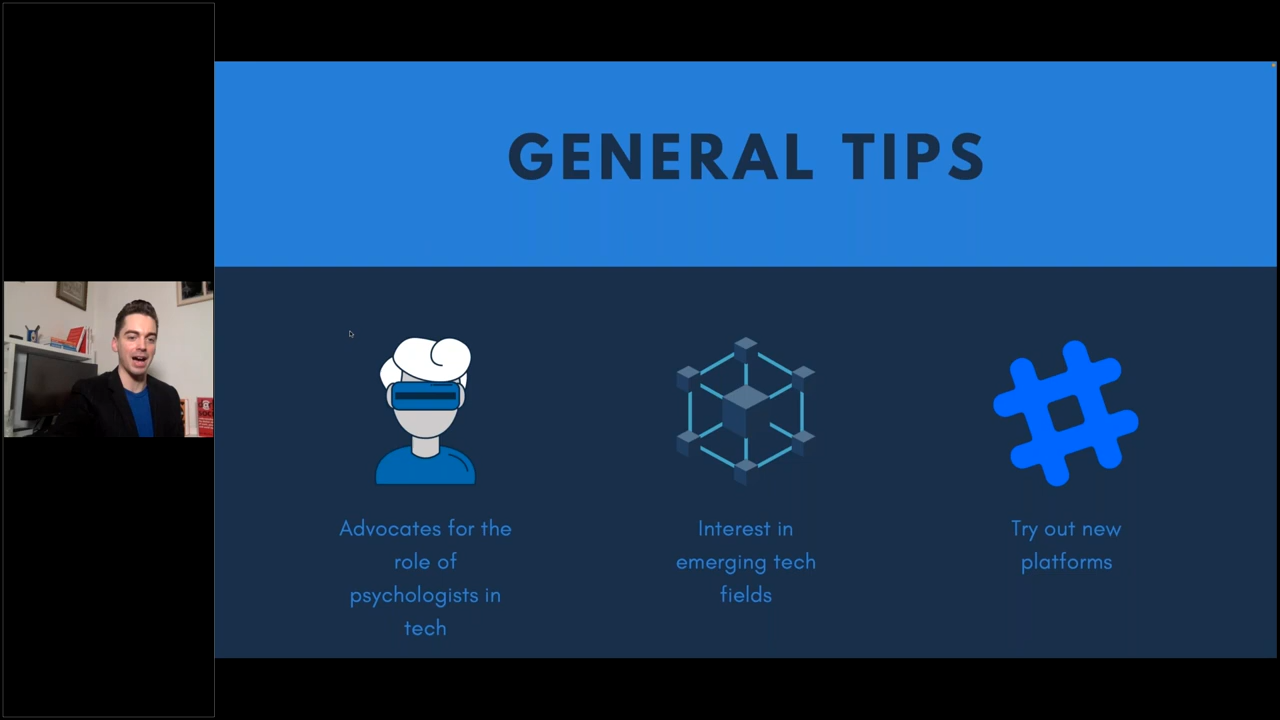 GENERAL TIPS
Advocates for the
role of
psychologists in
tech
Interest in
emerging tech
fields
Try out new
platforms